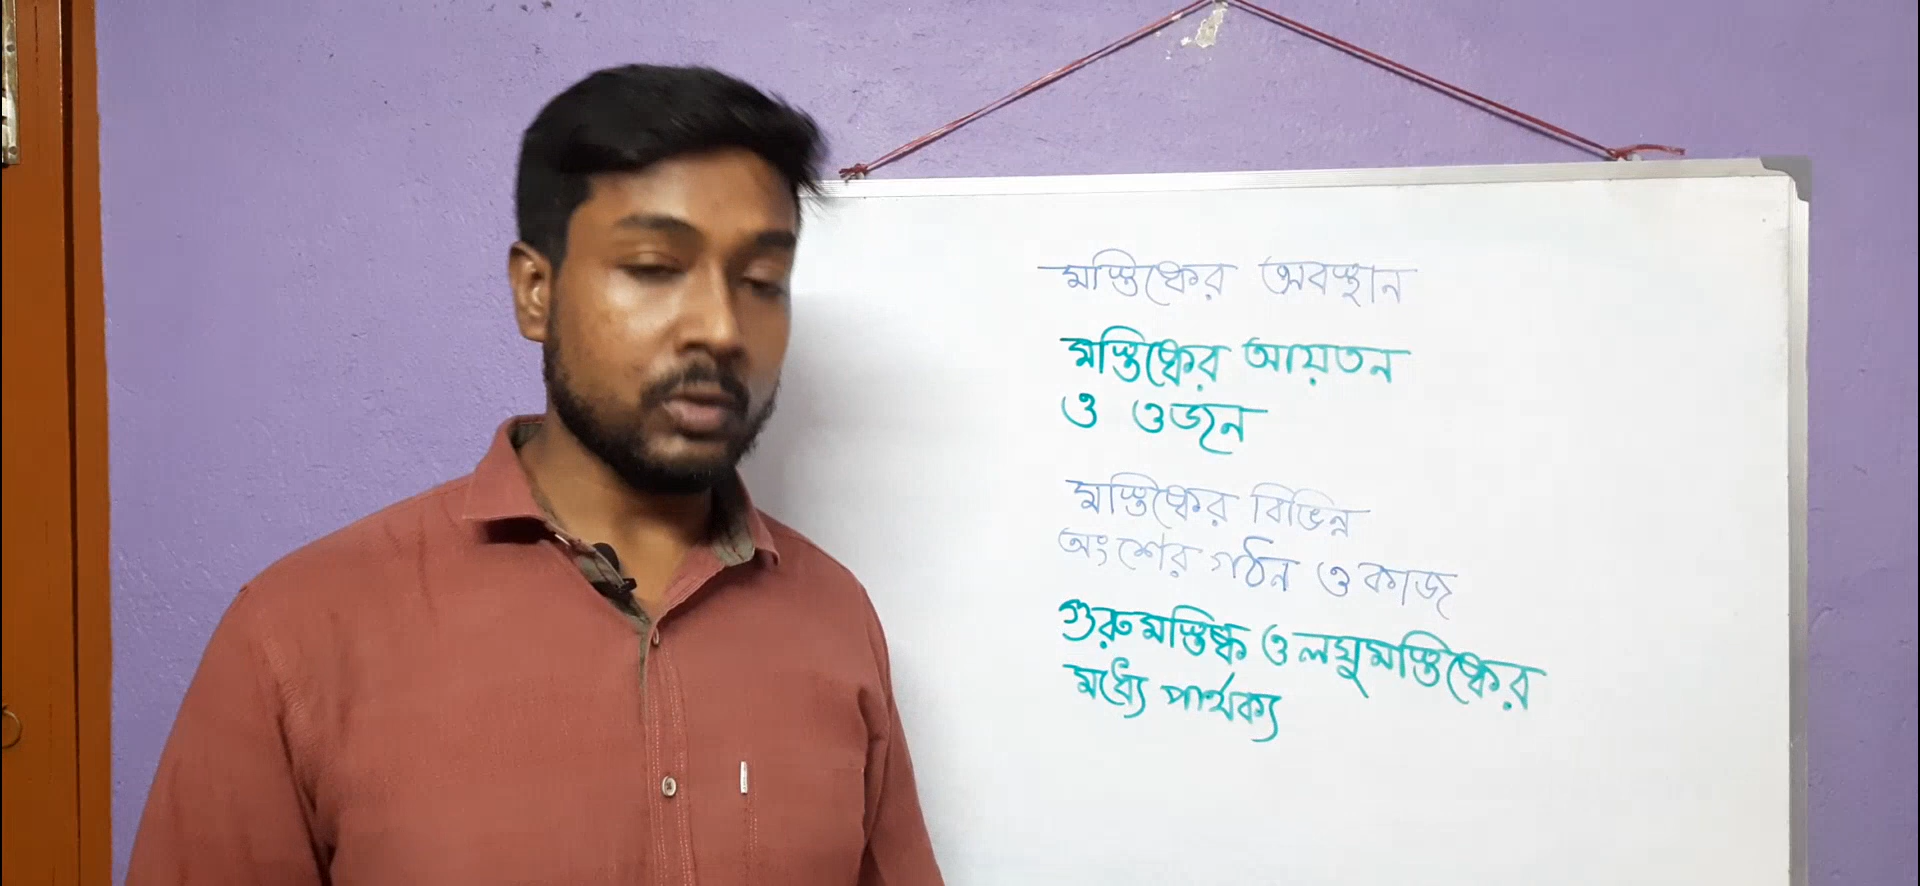 মস্তিষ্কের অবস্থান
মস্তিষ্কের আয়তন
ও ওজন
মস্তিষ্কের বিভিন্ন
অংশের গঠন ও কাজ
গুরুমস্তিষ্ক ও লঘুমস্তিষ্কের
মধ্যে পার্থক্য